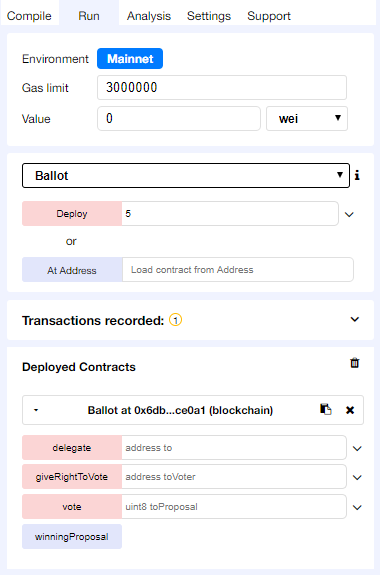 Compile Run Analysis Settings Support
Environment Mainnet
Gas limit 3000000
Value 0 wei
Ballot
Deploy 5
or
At Address Load contract from Address
Transactions recorded: 1
Deployed Contracts
Ballot at 0x6db...ce0a1 (blockchain)
delegate address to
giveRightToVote address toVoter
vote uint8 toProposal
winningProposal